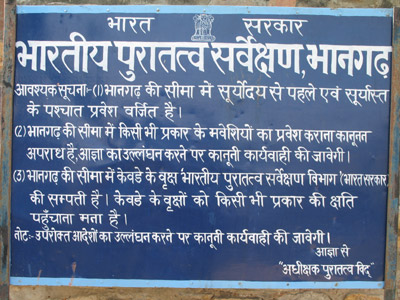 भारत सरकार
भारतीय पुरातत्व सर्वेक्षण, भानगढ़
आवश्यक सूचना:-(1) भानगढ़ की सीमा में सूर्योदय से पहले एवं सूर्यास्त
के पश्चात प्रवेश वर्जित है।
(2) भानगढ़ की सीमा में किसी भी प्रकार के मवेशियों का प्रवेश कराना कानूनन
अपराध है, आज्ञा का उल्लंघन करने पर कानूनी कार्यवाही की जावेगी।
(3) भानगढ़ की सीमा में केवडे के वृक्ष भारतीय पुरातत्व सर्वेक्षण विभाग 'भारत सरकार'
की सम्पती है। केवडे के वृक्षों को किसी भी प्रकार की क्षति
पहुँचाना मना है।
नोट:- उपरोक्त आदेशों का उल्लंघन करने पर कानूनी कार्यवाही की जावेगी।
आज्ञा से
"अधीक्षक पुरातत्व विद्"